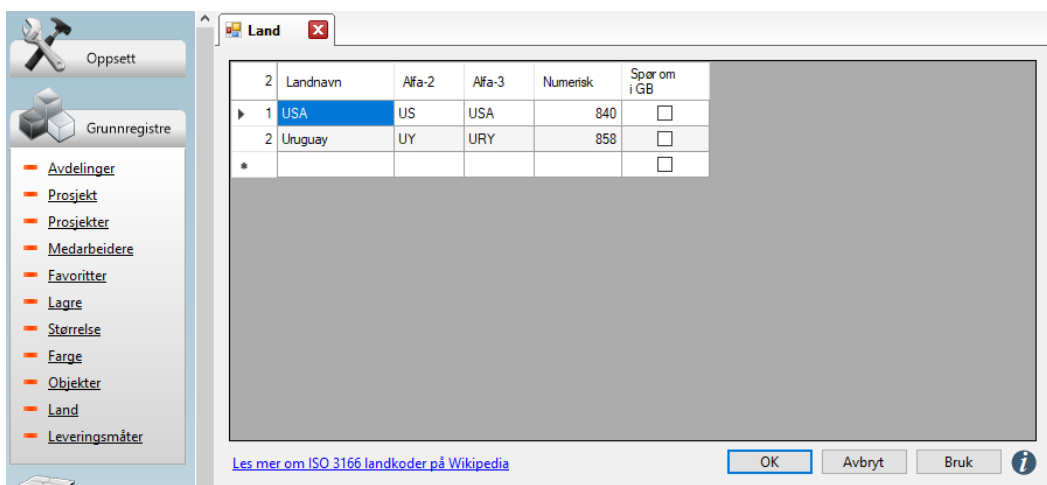 Oppsett
Grunnregistre
Avdelinger
Prosjekt
Prosjekter
Medarbeidere
Favoritter
Lagre
Størrelse
Farge
Objekter
Land
Leveringsmåter
Land
2 Landnavn Alfa-2 Alfa-3 Numerisk Spør om i GB
1 USA US USA 840
2 Uruguay UY URY 858
Les mer om ISO 3166 landkoder på Wikipedia
OK Avbryt Bruk